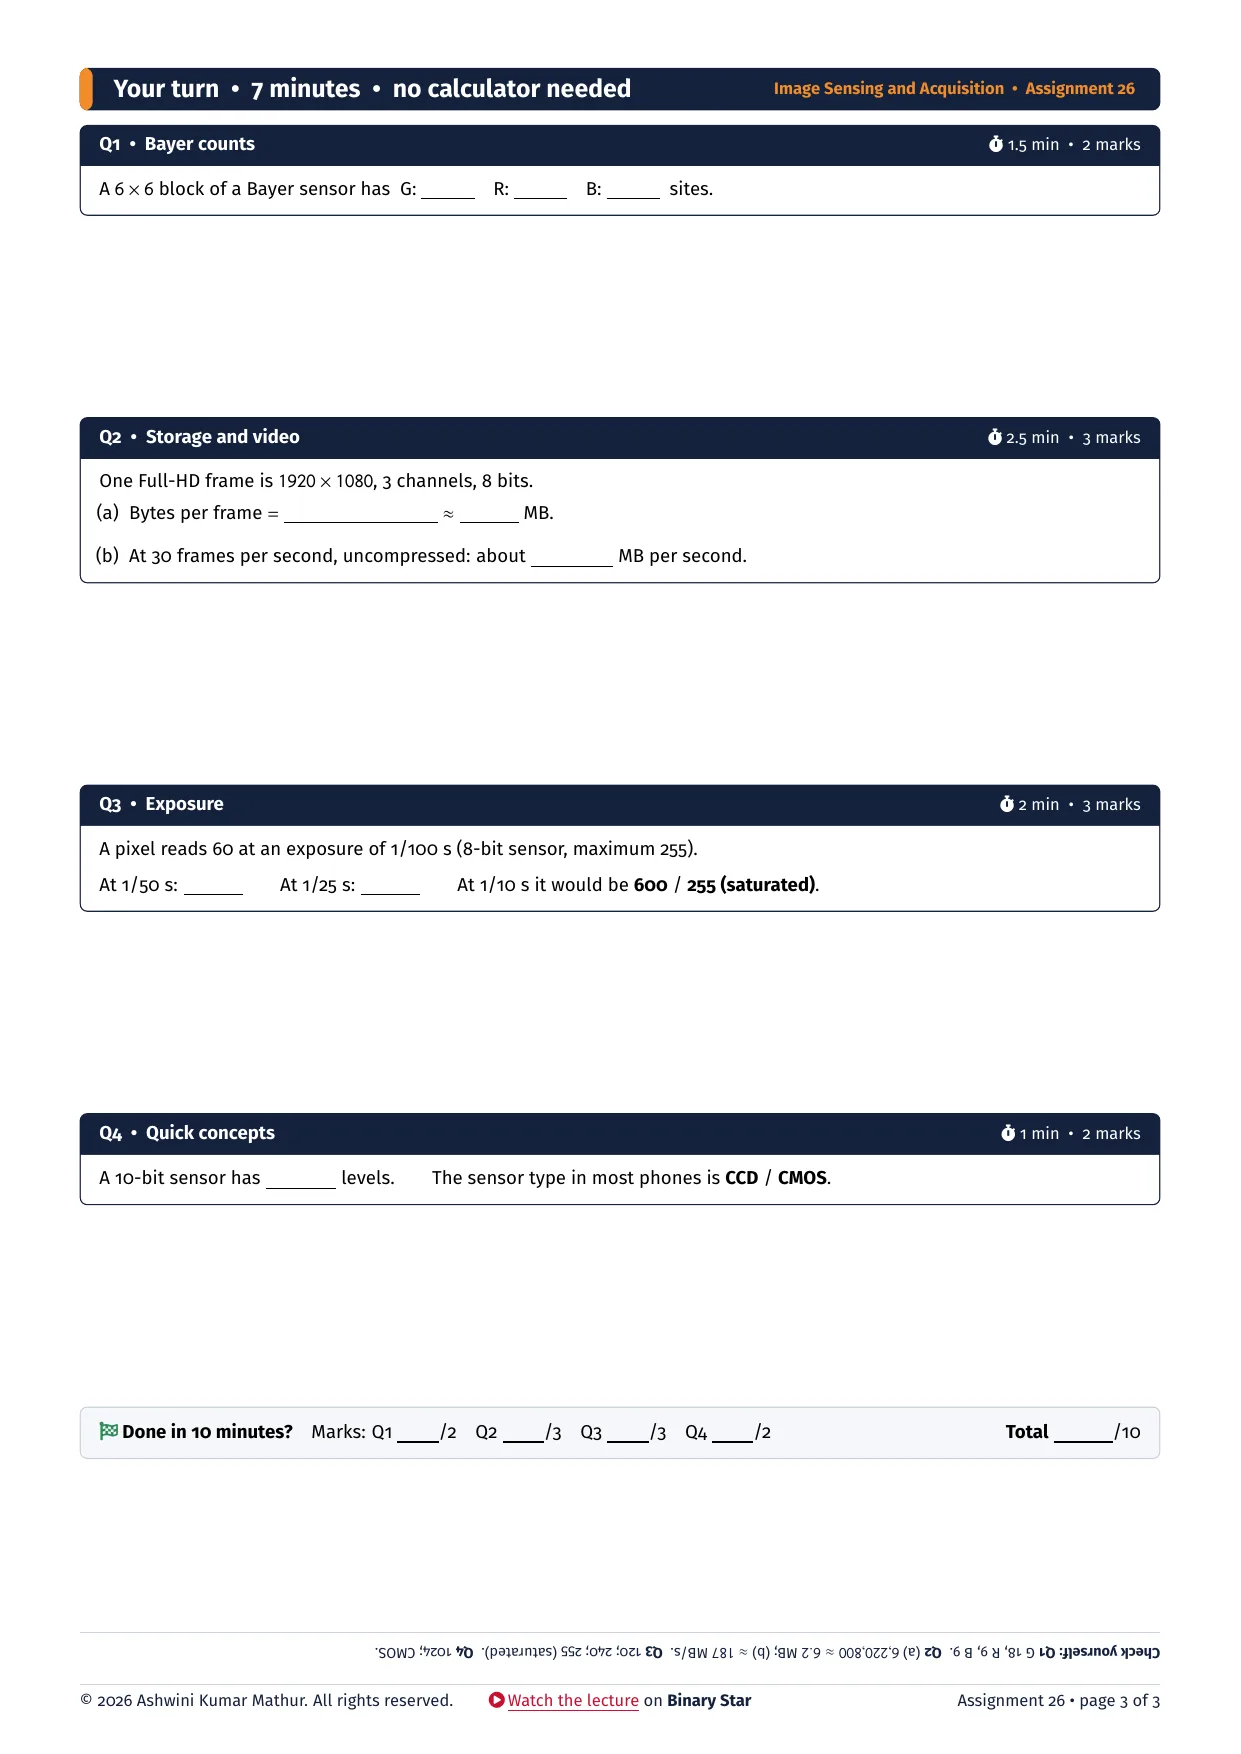 Your turn • 7 minutes • no calculator needed Image Sensing and Acquisition • Assignment 26
Q1 • Bayer counts 1.5 min • 2 marks
A 6 × 6 block of a Bayer sensor has G: _____ R: _____ B: _____ sites.
Q2 • Storage and video 2.5 min • 3 marks
One Full-HD frame is 1920 × 1080, 3 channels, 8 bits.
(a) Bytes per frame = _______________ ≈ ______ MB.
(b) At 30 frames per second, uncompressed: about ________ MB per second.
Q3 • Exposure 2 min • 3 marks
A pixel reads 60 at an exposure of 1/100 s (8-bit sensor, maximum 255).
At 1/50 s: ______ At 1/25 s: ______ At 1/10 s it would be 600 / 255 (saturated).
Q4 • Quick concepts 1 min • 2 marks
A 10-bit sensor has _______ levels. The sensor type in most phones is CCD / CMOS.
Done in 10 minutes? Marks: Q1 ____/2 Q2 ____/3 Q3 ____/3 Q4 ____/2 Total ______/10
Check yourself: Q1 G 18, R 9, B 9. Q2 (a) 6,220,800 ≈ 6.2 MB; (b) ≈ 187 MB/s. Q3 120; 240; 255 (saturated). Q4 1024; CMOS.
© 2026 Ashwini Kumar Mathur. All rights reserved. Watch the lecture on Binary Star Assignment 26 • page 3 of 3